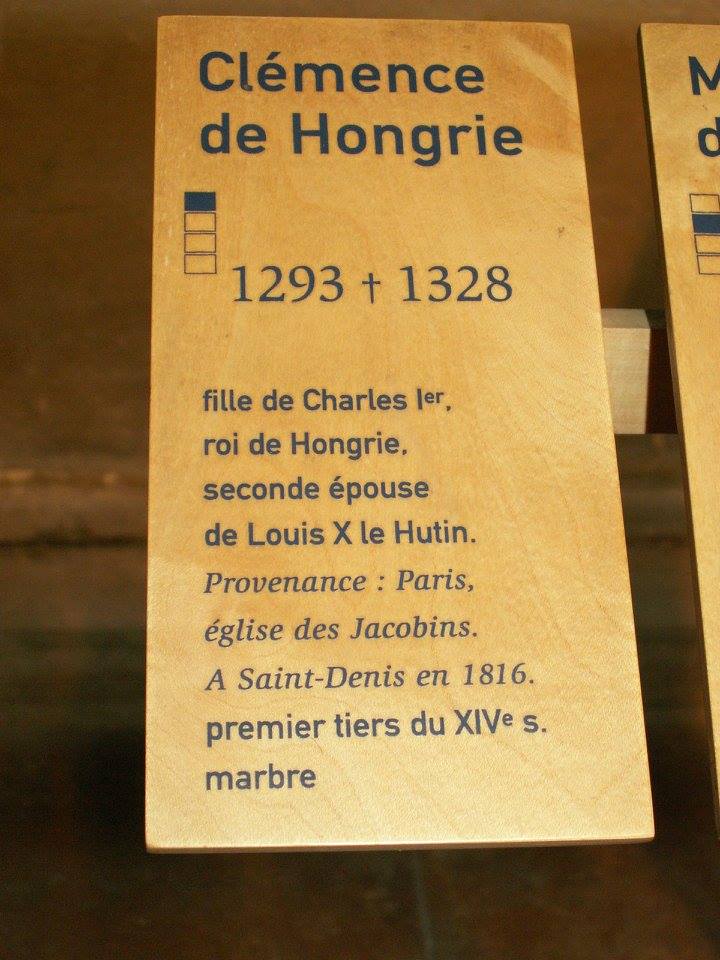 Clémence
de Hongrie
1293 † 1328
fille de Charles Ier,
roi de Hongrie,
seconde épouse
de Louis X le Hutin.
Provenance : Paris,
église des Jacobins.
A Saint-Denis en 1816.
premier tiers du XIVe s.
marbre
M
d